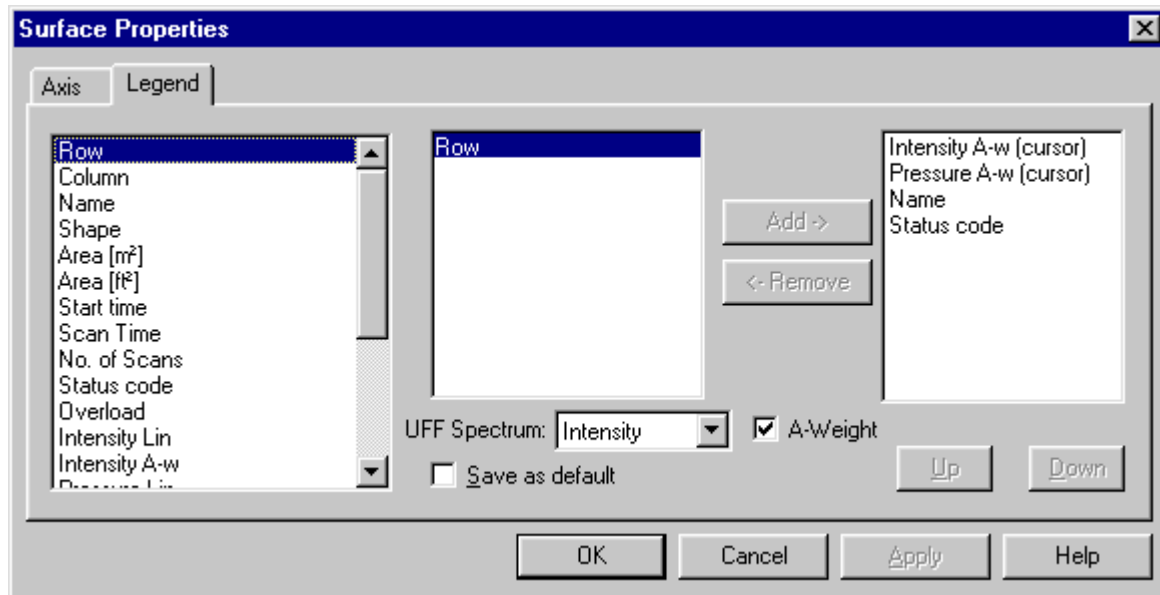 Surface Properties
Axis
Legend
Row
Column
Name
Shape
Area [m²]
Area [ft²]
Start time
Scan Time
No. of Scans
Status code
Overload
Intensity Lin
Intensity A-w
Row
Add ->
<- Remove
Intensity A-w (cursor)
Pressure A-w (cursor)
Name
Status code
UFF Spectrum: Intensity
A-Weight
Save as default
Up
Down
OK
Cancel
Apply
Help